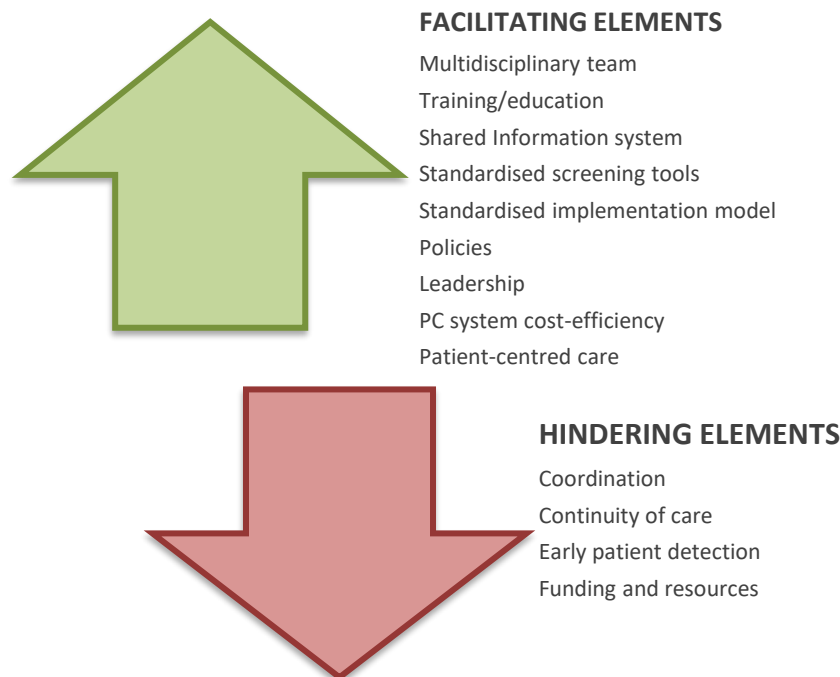 FACILITATING ELEMENTS
Multidisciplinary team
Training/education
Shared Information system
Standardised screening tools
Standardised implementation model
Policies
Leadership
PC system cost-efficiency
Patient-centred care
HINDERING ELEMENTS
Coordination
Continuity of care
Early patient detection
Funding and resources